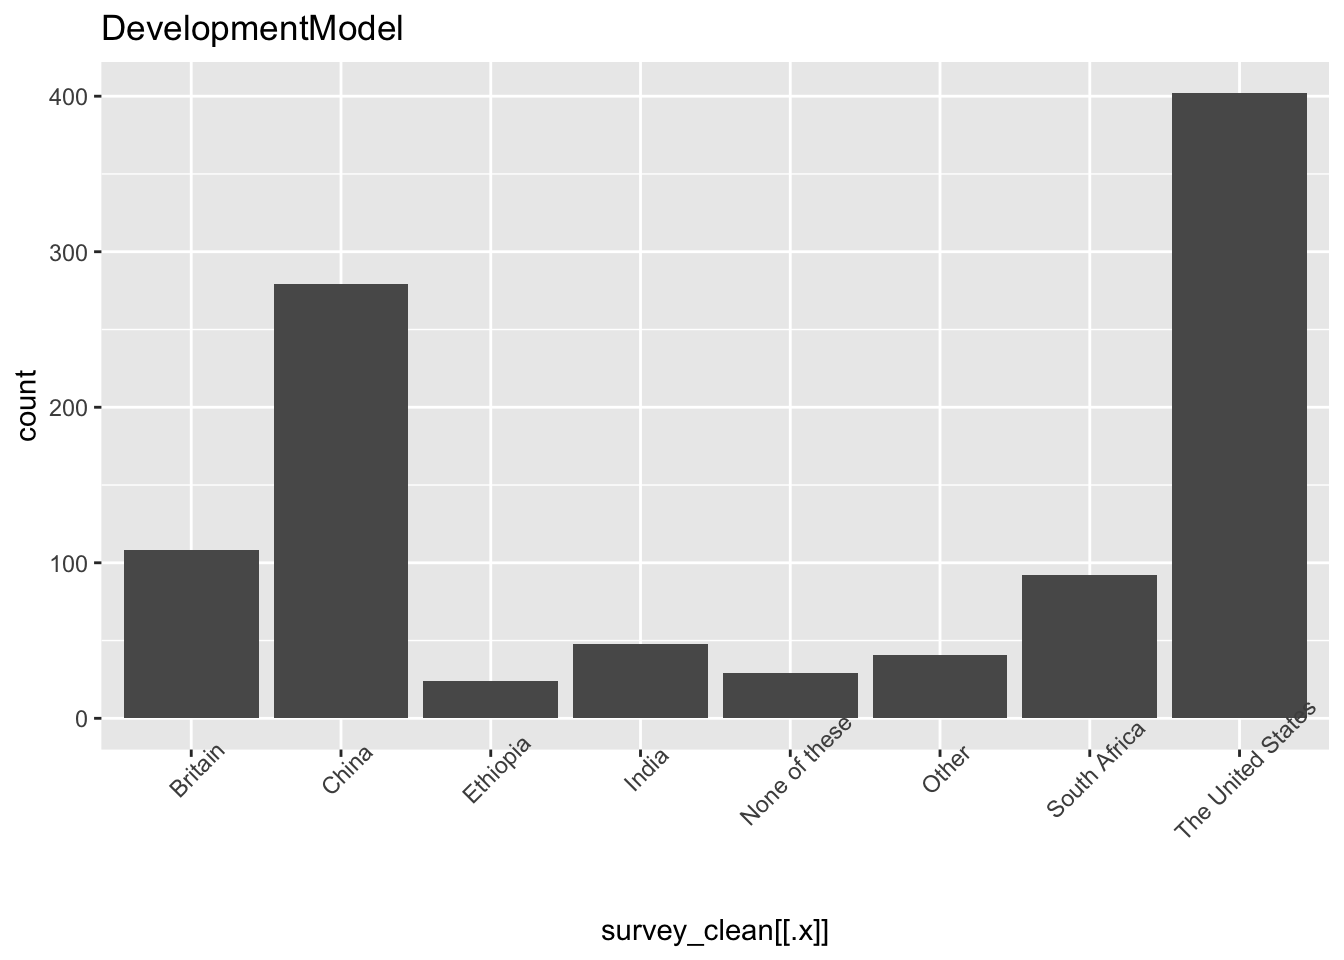 DevelopmentModel
400
300
200
100
0
count
Britain
China
Ethiopia
India
None of these
Other
South Africa
The United States
survey_clean[[.x]]